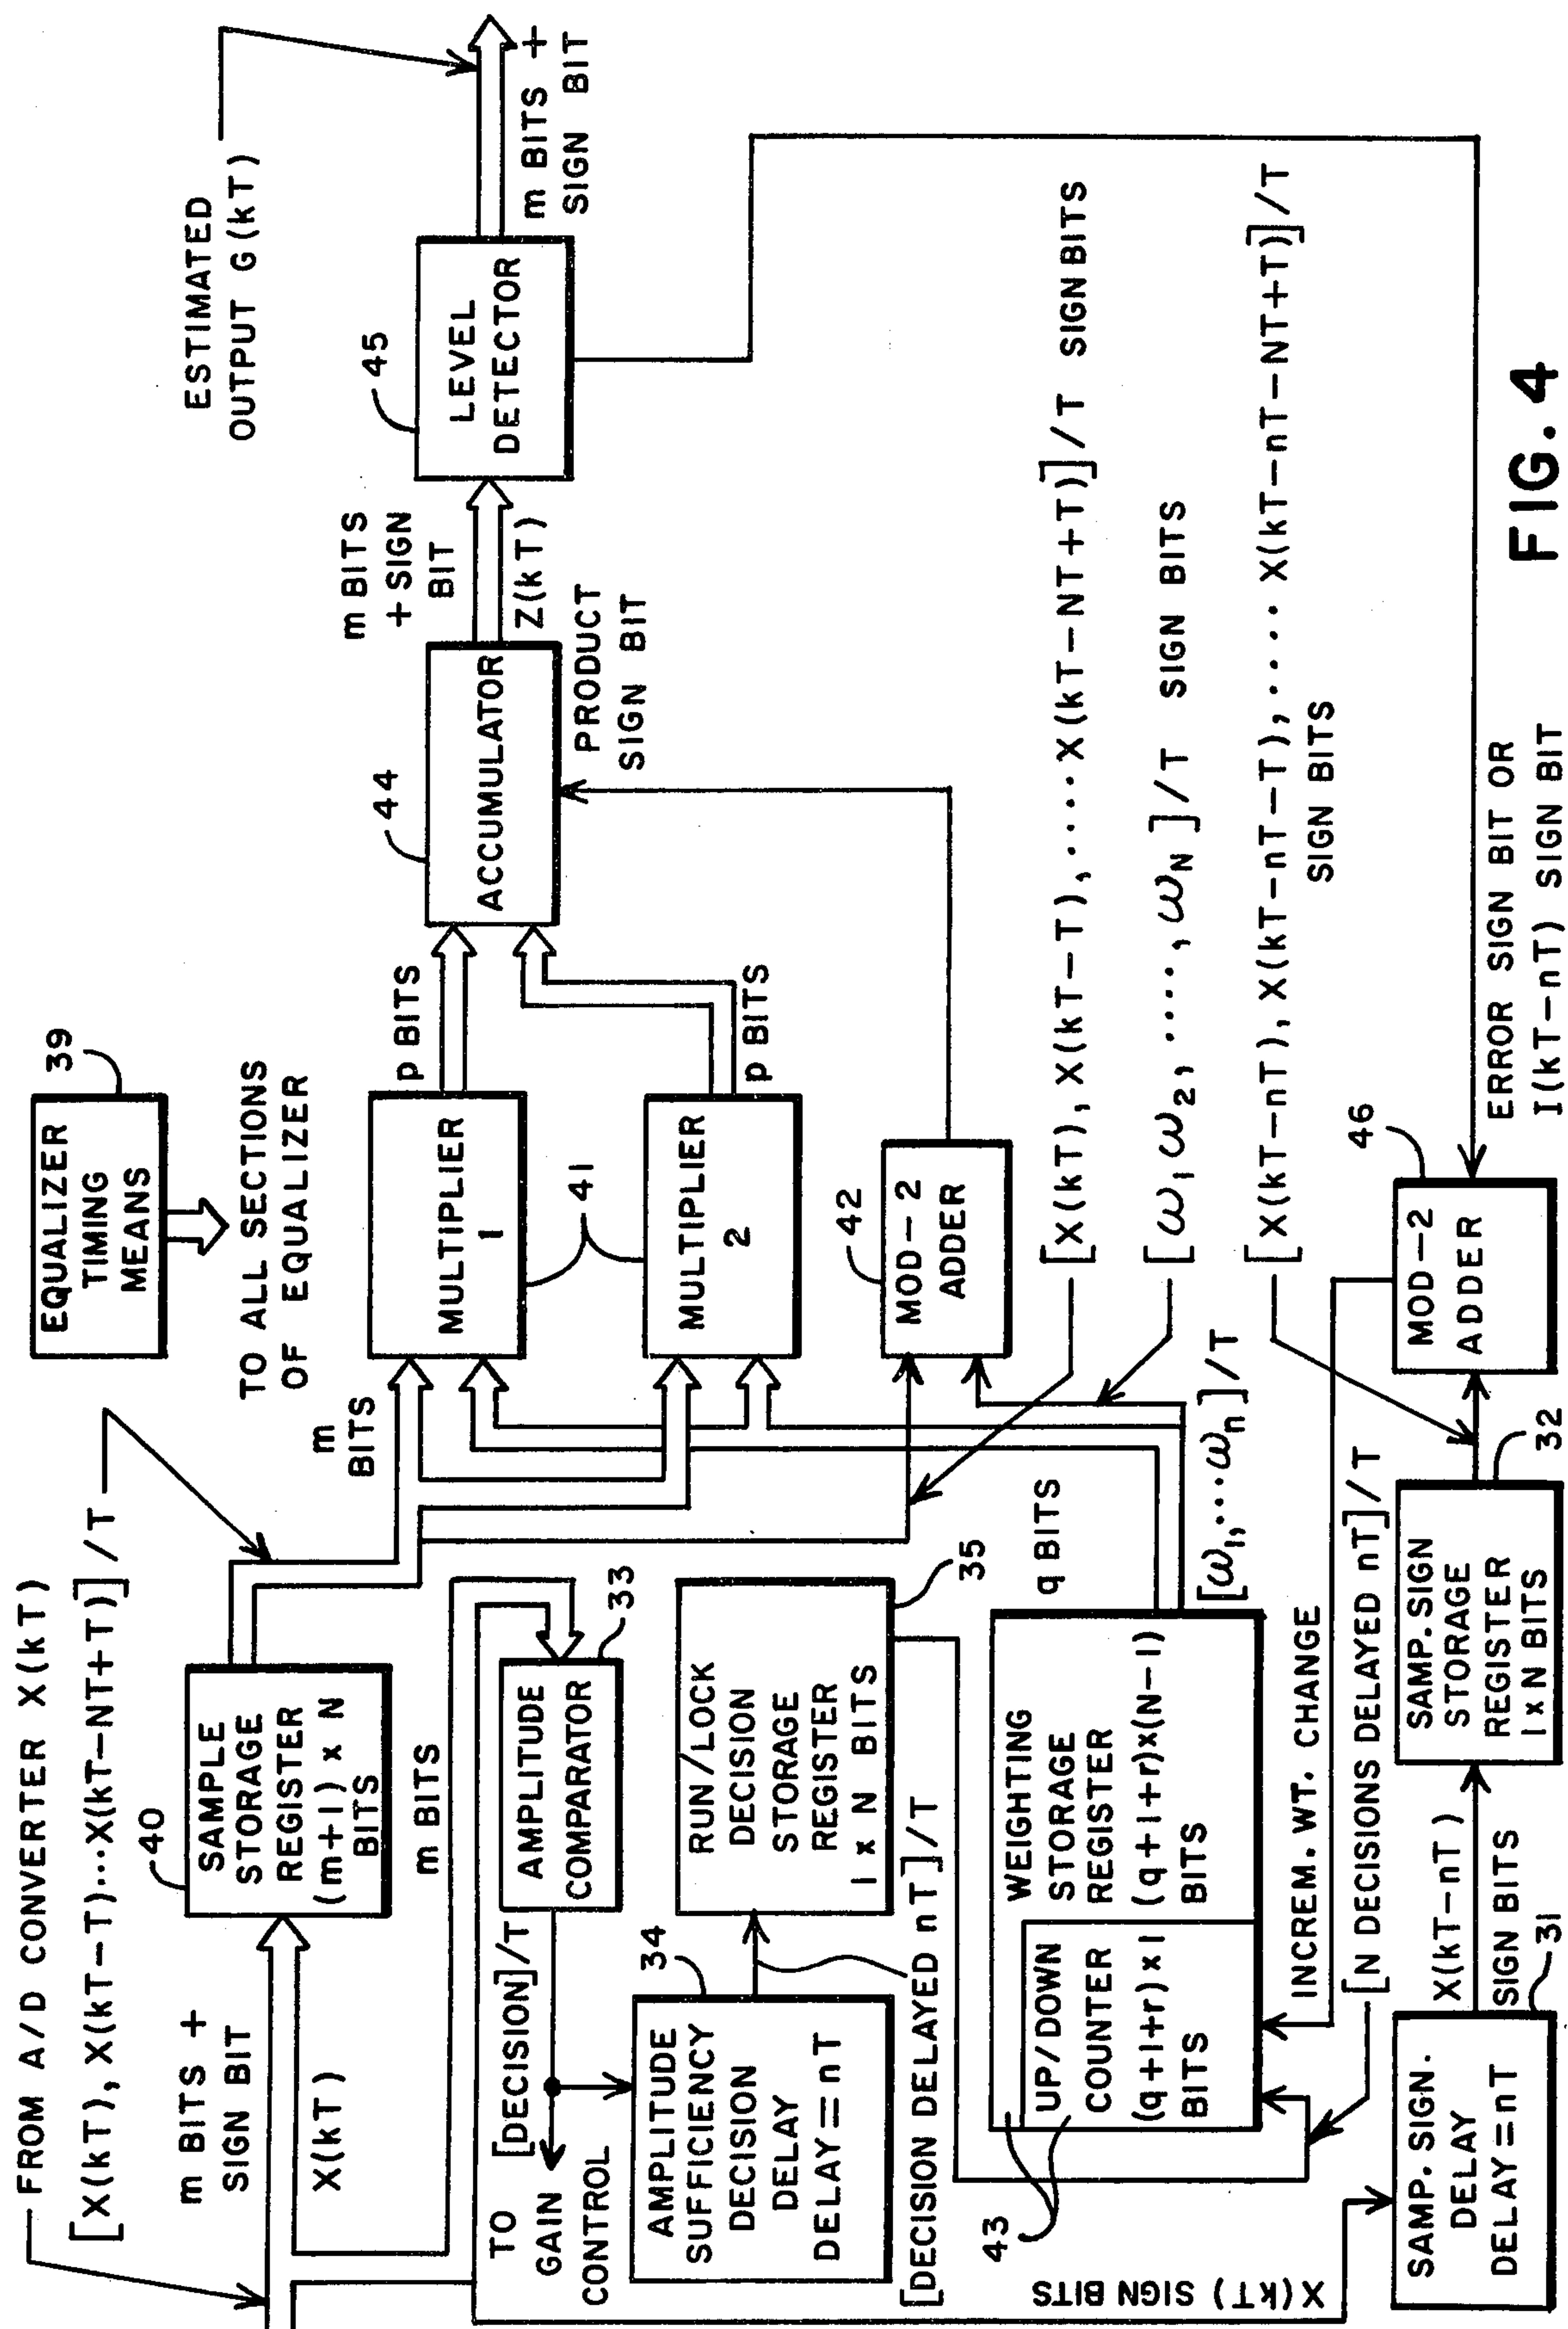 FROM A/D CONVERTER X(kT)
[X(kT), X(kT−T)···X(kT−NT+T)]/T
m BITS +
SIGN BIT
X(kT)
40
SAMPLE
STORAGE
REGISTER
(m+1) x N
BITS
EQUALIZER
TIMING
MEANS
39
TO ALL SECTIONS
OF EQUALIZER
ESTIMATED
OUTPUT G(kT)
m
BITS
MULTIPLIER
1
p BITS
41
MULTIPLIER
2
p BITS
44
ACCUMULATOR
m BITS
+ SIGN
BIT
Z(kT)
PRODUCT
SIGN BIT
45
LEVEL
DETECTOR
m BITS +
SIGN BIT
m BITS
AMPLITUDE
COMPARATOR
33
[DECISION]/T
TO
GAIN
CONTROL
34
AMPLITUDE
SUFFICIENCY
DECISION
DELAY
DELAY=nT
RUN/LOCK
DECISION
STORAGE
REGISTER
1 x N BITS
35
[DECISION DELAYED nT]/T
42
MOD-2
ADDER
q BITS
[X(kT), X(kT−T), ····X(kT−NT+T)]/T SIGN BITS
[ω1 ω2, ····, ωN]/T SIGN BITS
[X(kT−nT), X(kT−nT−T), ···· X(kT−nT−NT+T)]/T
SIGN BITS
43
UP/DOWN
COUNTER
(q+1+r)x1
BITS
WEIGHTING
STORAGE
REGISTER
(q+1+r)x(N−1)
BITS
[ω1, ···ωn]/T
INCREM. WT. CHANGE
[N DECISIONS DELAYED nT]/T
X(kT) SIGN BITS
SAMP. SIGN.
DELAY
DELAY=nT
31
X(kT−nT)
SIGN BITS
SAMP. SIGN
STORAGE
REGISTER
1 x N BITS
32
46
MOD-2
ADDER
ERROR SIGN BIT OR
I(kT−nT) SIGN BIT
FIG. 4